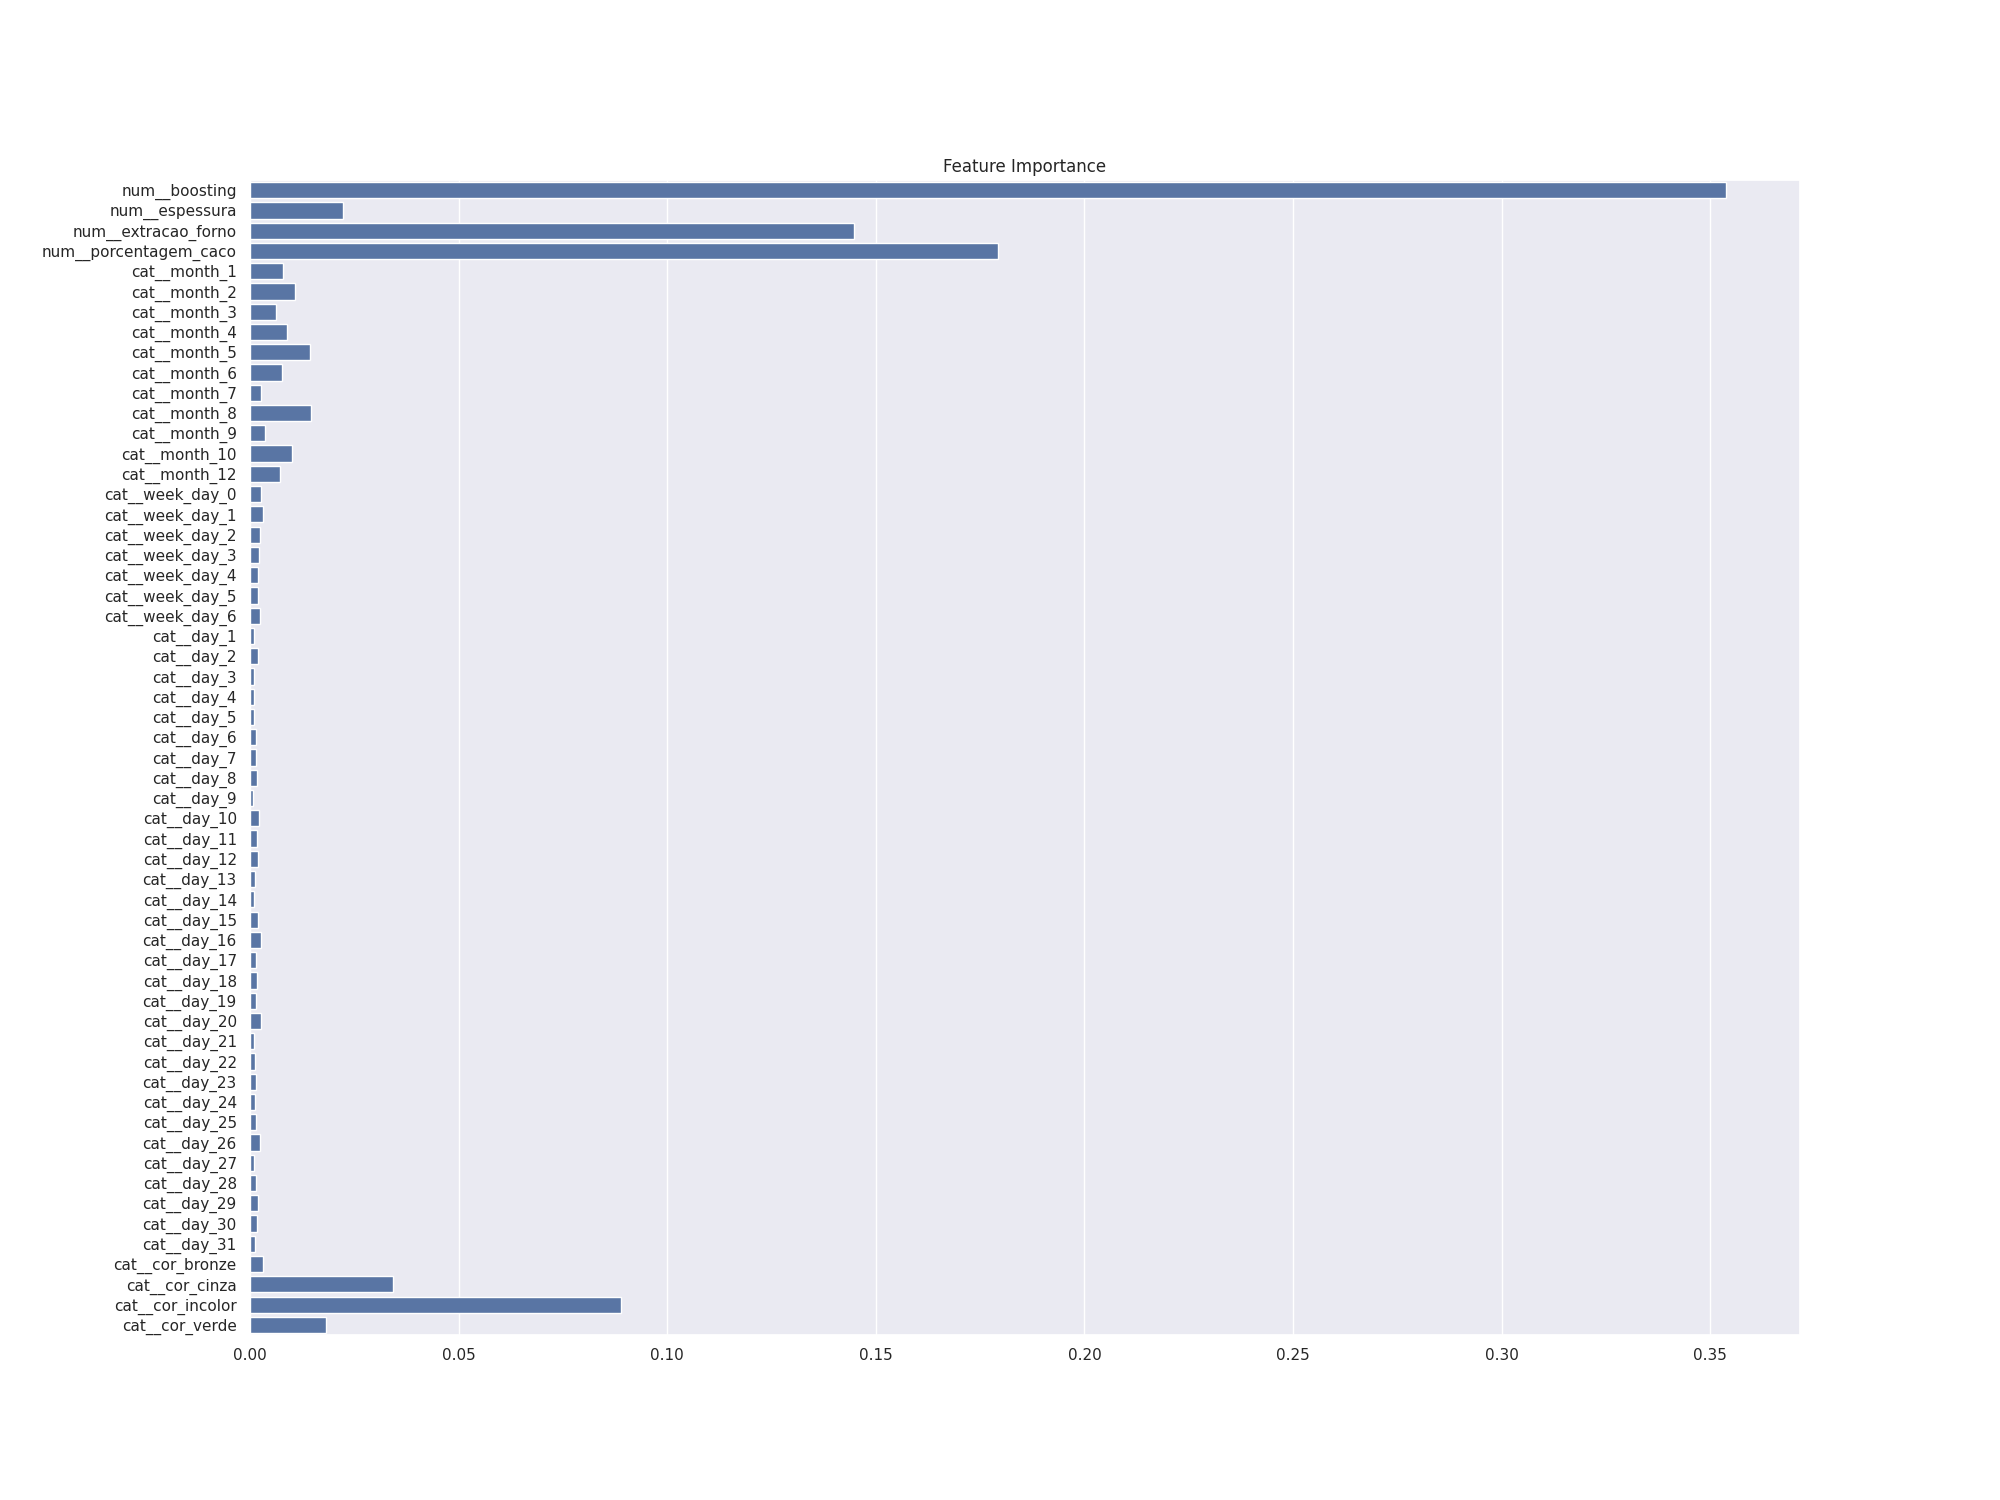 Feature Importance
num__boosting
num__espessura
num__extracao_forno
num__porcentagem_caco
cat__month_1
cat__month_2
cat__month_3
cat__month_4
cat__month_5
cat__month_6
cat__month_7
cat__month_8
cat__month_9
cat__month_10
cat__month_12
cat__week_day_0
cat__week_day_1
cat__week_day_2
cat__week_day_3
cat__week_day_4
cat__week_day_5
cat__week_day_6
cat__day_1
cat__day_2
cat__day_3
cat__day_4
cat__day_5
cat__day_6
cat__day_7
cat__day_8
cat__day_9
cat__day_10
cat__day_11
cat__day_12
cat__day_13
cat__day_14
cat__day_15
cat__day_16
cat__day_17
cat__day_18
cat__day_19
cat__day_20
cat__day_21
cat__day_22
cat__day_23
cat__day_24
cat__day_25
cat__day_26
cat__day_27
cat__day_28
cat__day_29
cat__day_30
cat__day_31
cat__cor_bronze
cat__cor_cinza
cat__cor_incolor
cat__cor_verde
0.00 0.05 0.10 0.15 0.20 0.25 0.30 0.35